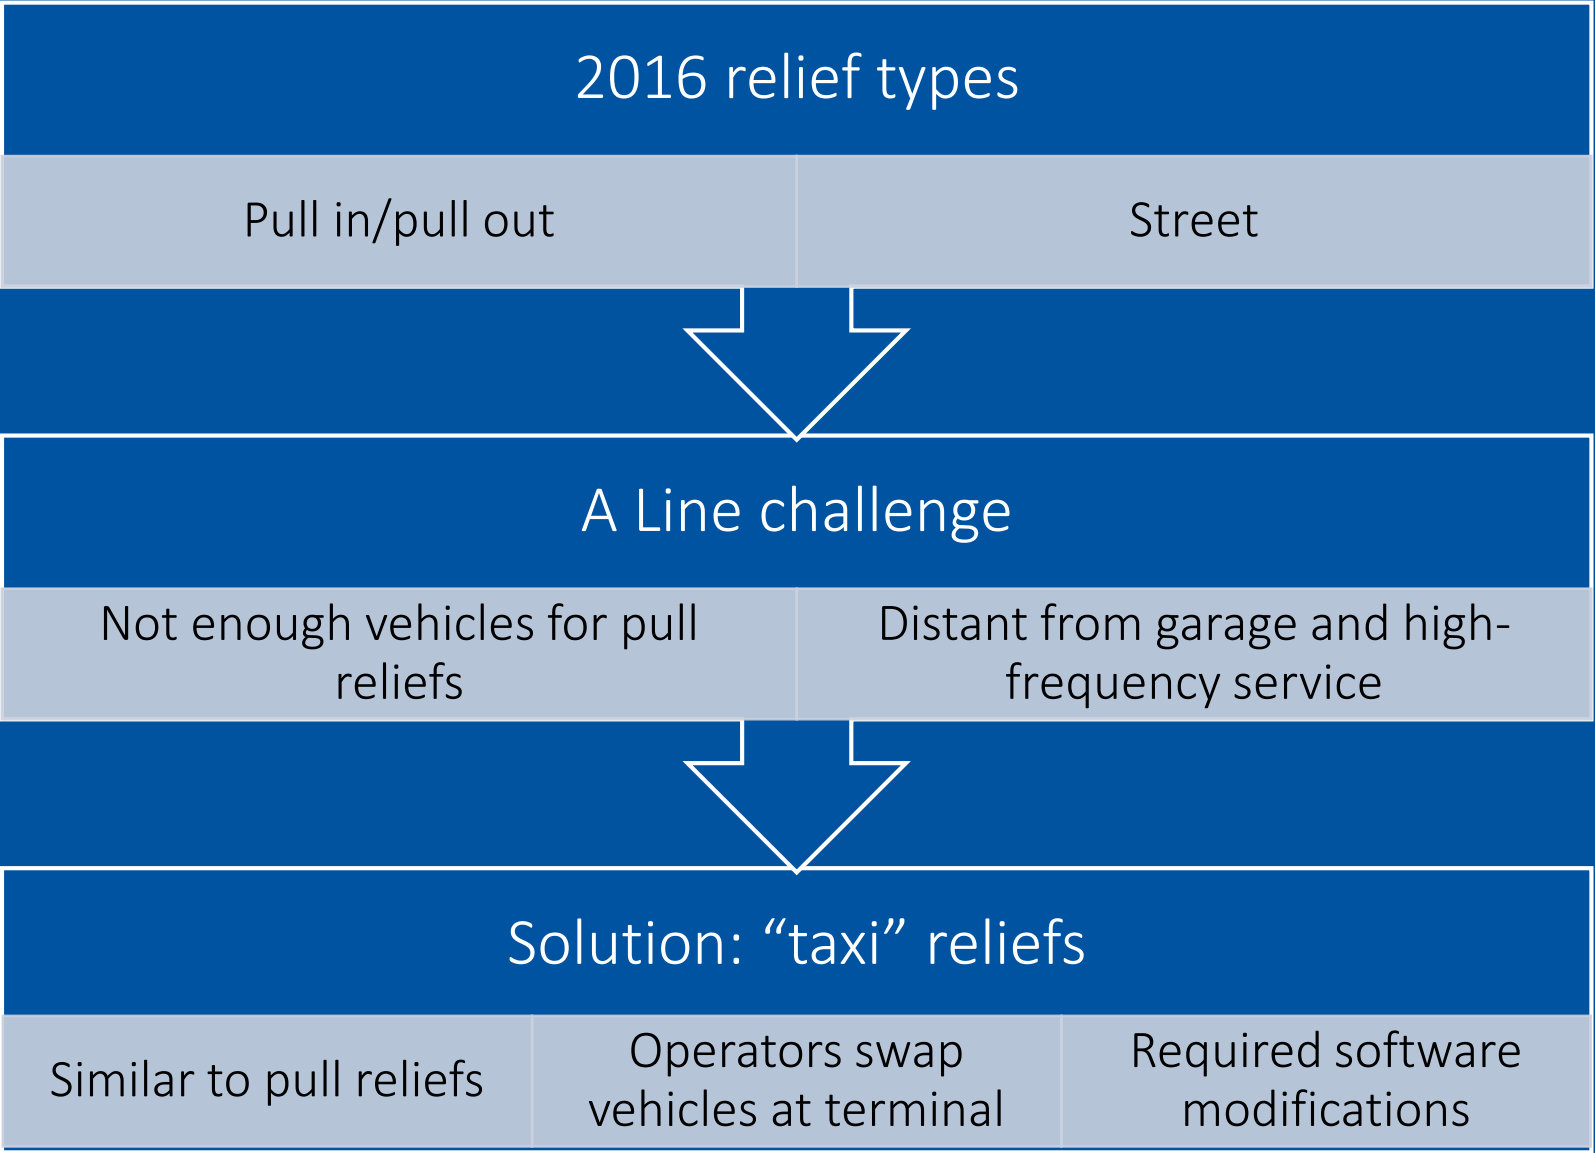 2016 relief types
Pull in/pull out
Street
A Line challenge
Not enough vehicles for pull
reliefs
Distant from garage and high-
frequency service
Solution: “taxi” reliefs
Similar to pull reliefs
Operators swap
vehicles at terminal
Required software
modifications